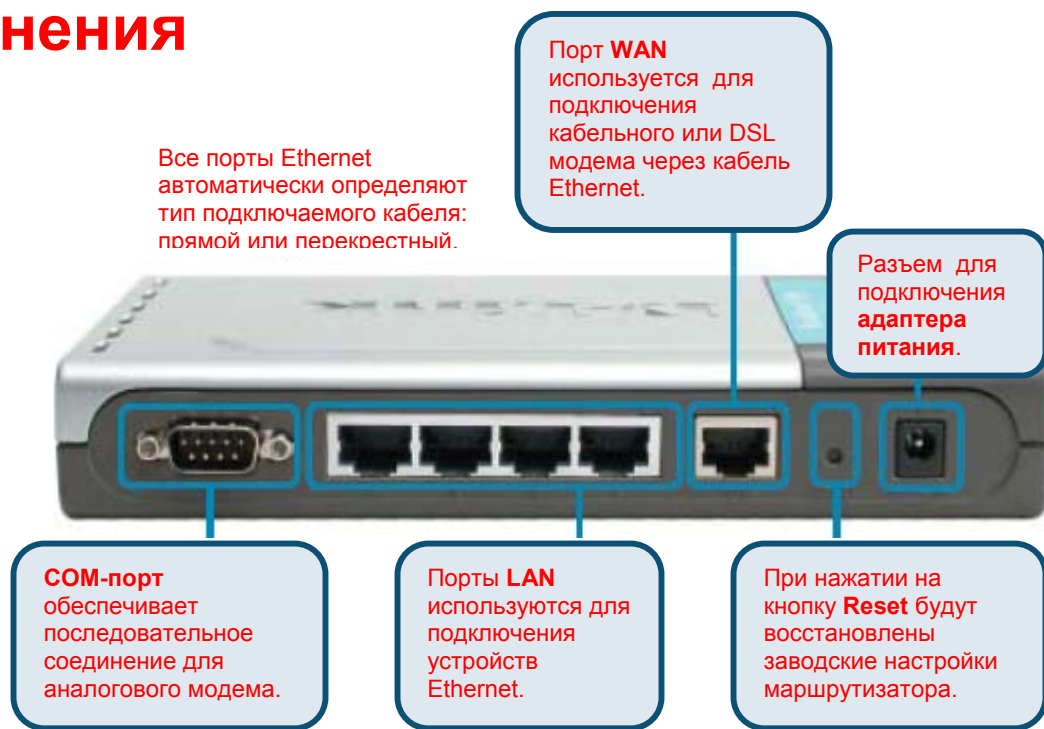 нения
Порт WAN
используется для
подключения
кабельного или DSL
модема через кабель
Ethernet.
Все порты Ethernet
автоматически определяют
тип подключаемого кабеля:
прямой или перекрестный.
Разъем для
подключения
адаптера
питания.
COM-порт
обеспечивает
последовательное
соединение для
аналогового модема.
Порты LAN
используются для
подключения
устройств
Ethernet.
При нажатии на
кнопку Reset будут
восстановлены
заводские настройки
маршрутизатора.